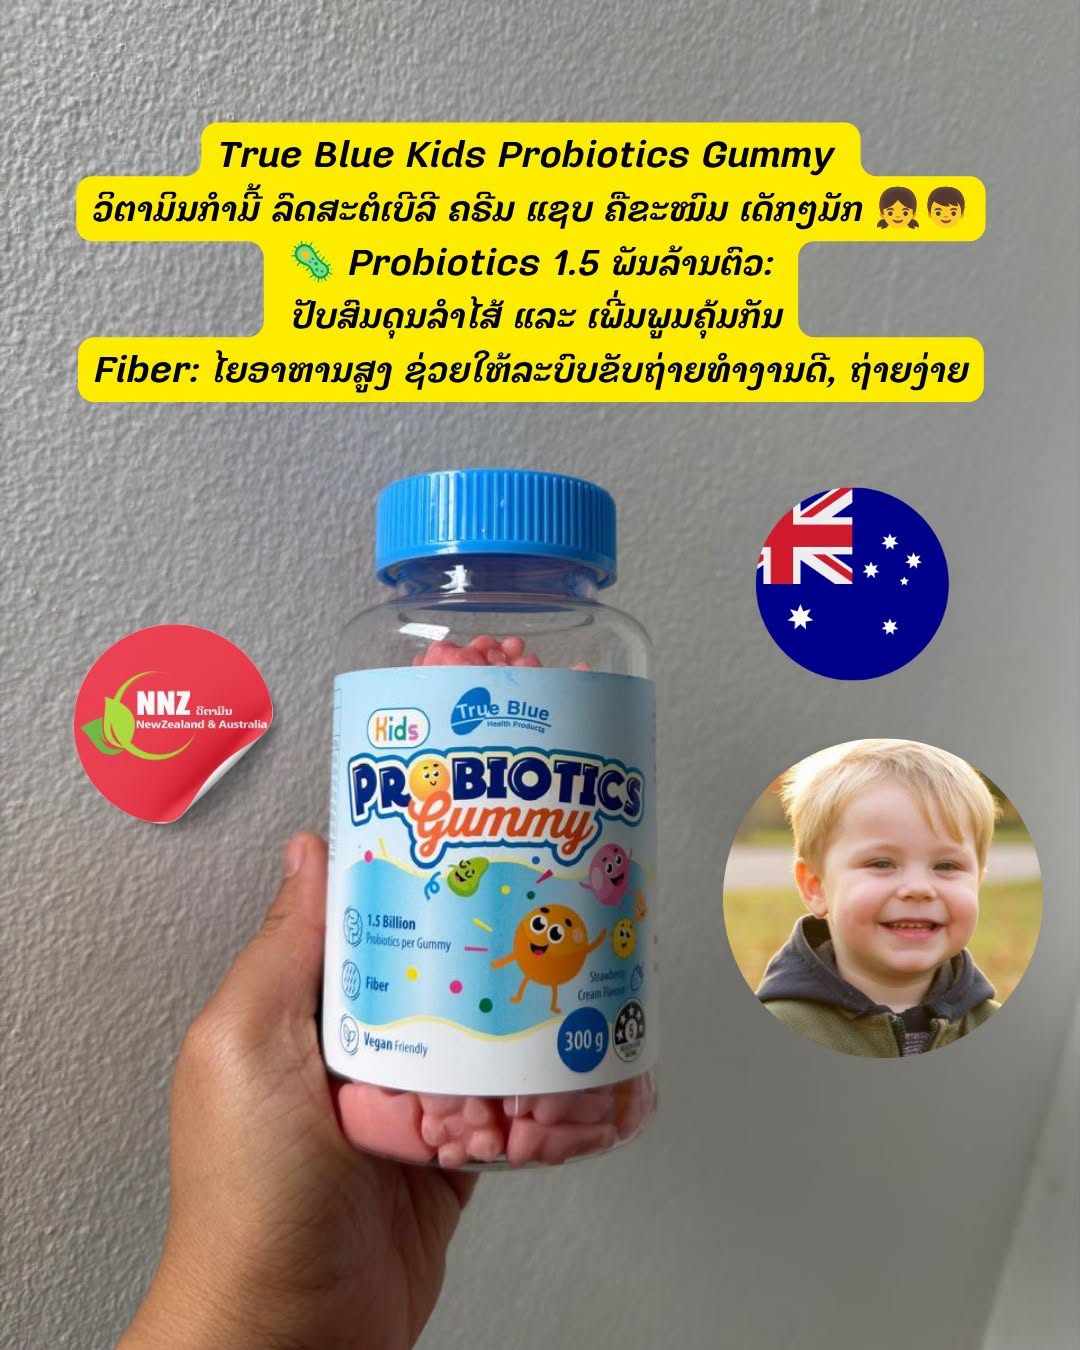 True Blue Kids Probiotics Gummy
ວິຕາມິນກຳມີ້ ລົດສະຕໍເບີລີ ຄຣີມ ແຊບ ຄືຂະໜົມ ເດັກໆມັກ 👧👦
🦠 Probiotics 1.5 ພັນລ້ານຕົວ:
ປັບສົມດຸນລຳໄສ້ ແລະ ເພີ່ມພູມຄຸ້ມກັນ
Fiber: ໄຍອາຫານສູງ ຊ່ວຍໃຫ້ລະບົບຂັບຖ່າຍທຳງານດີ, ຖ່າຍງ່າຍ
NNZ ວິຕາມິນ
NewZealand & Australia
Kids
True Blue
Health Products
PROBIOTICS
Gummy
1.5 Billion
Probiotics per Gummy
Fiber
Vegan Friendly
Strawberry
Cream Flavour
300 g
5